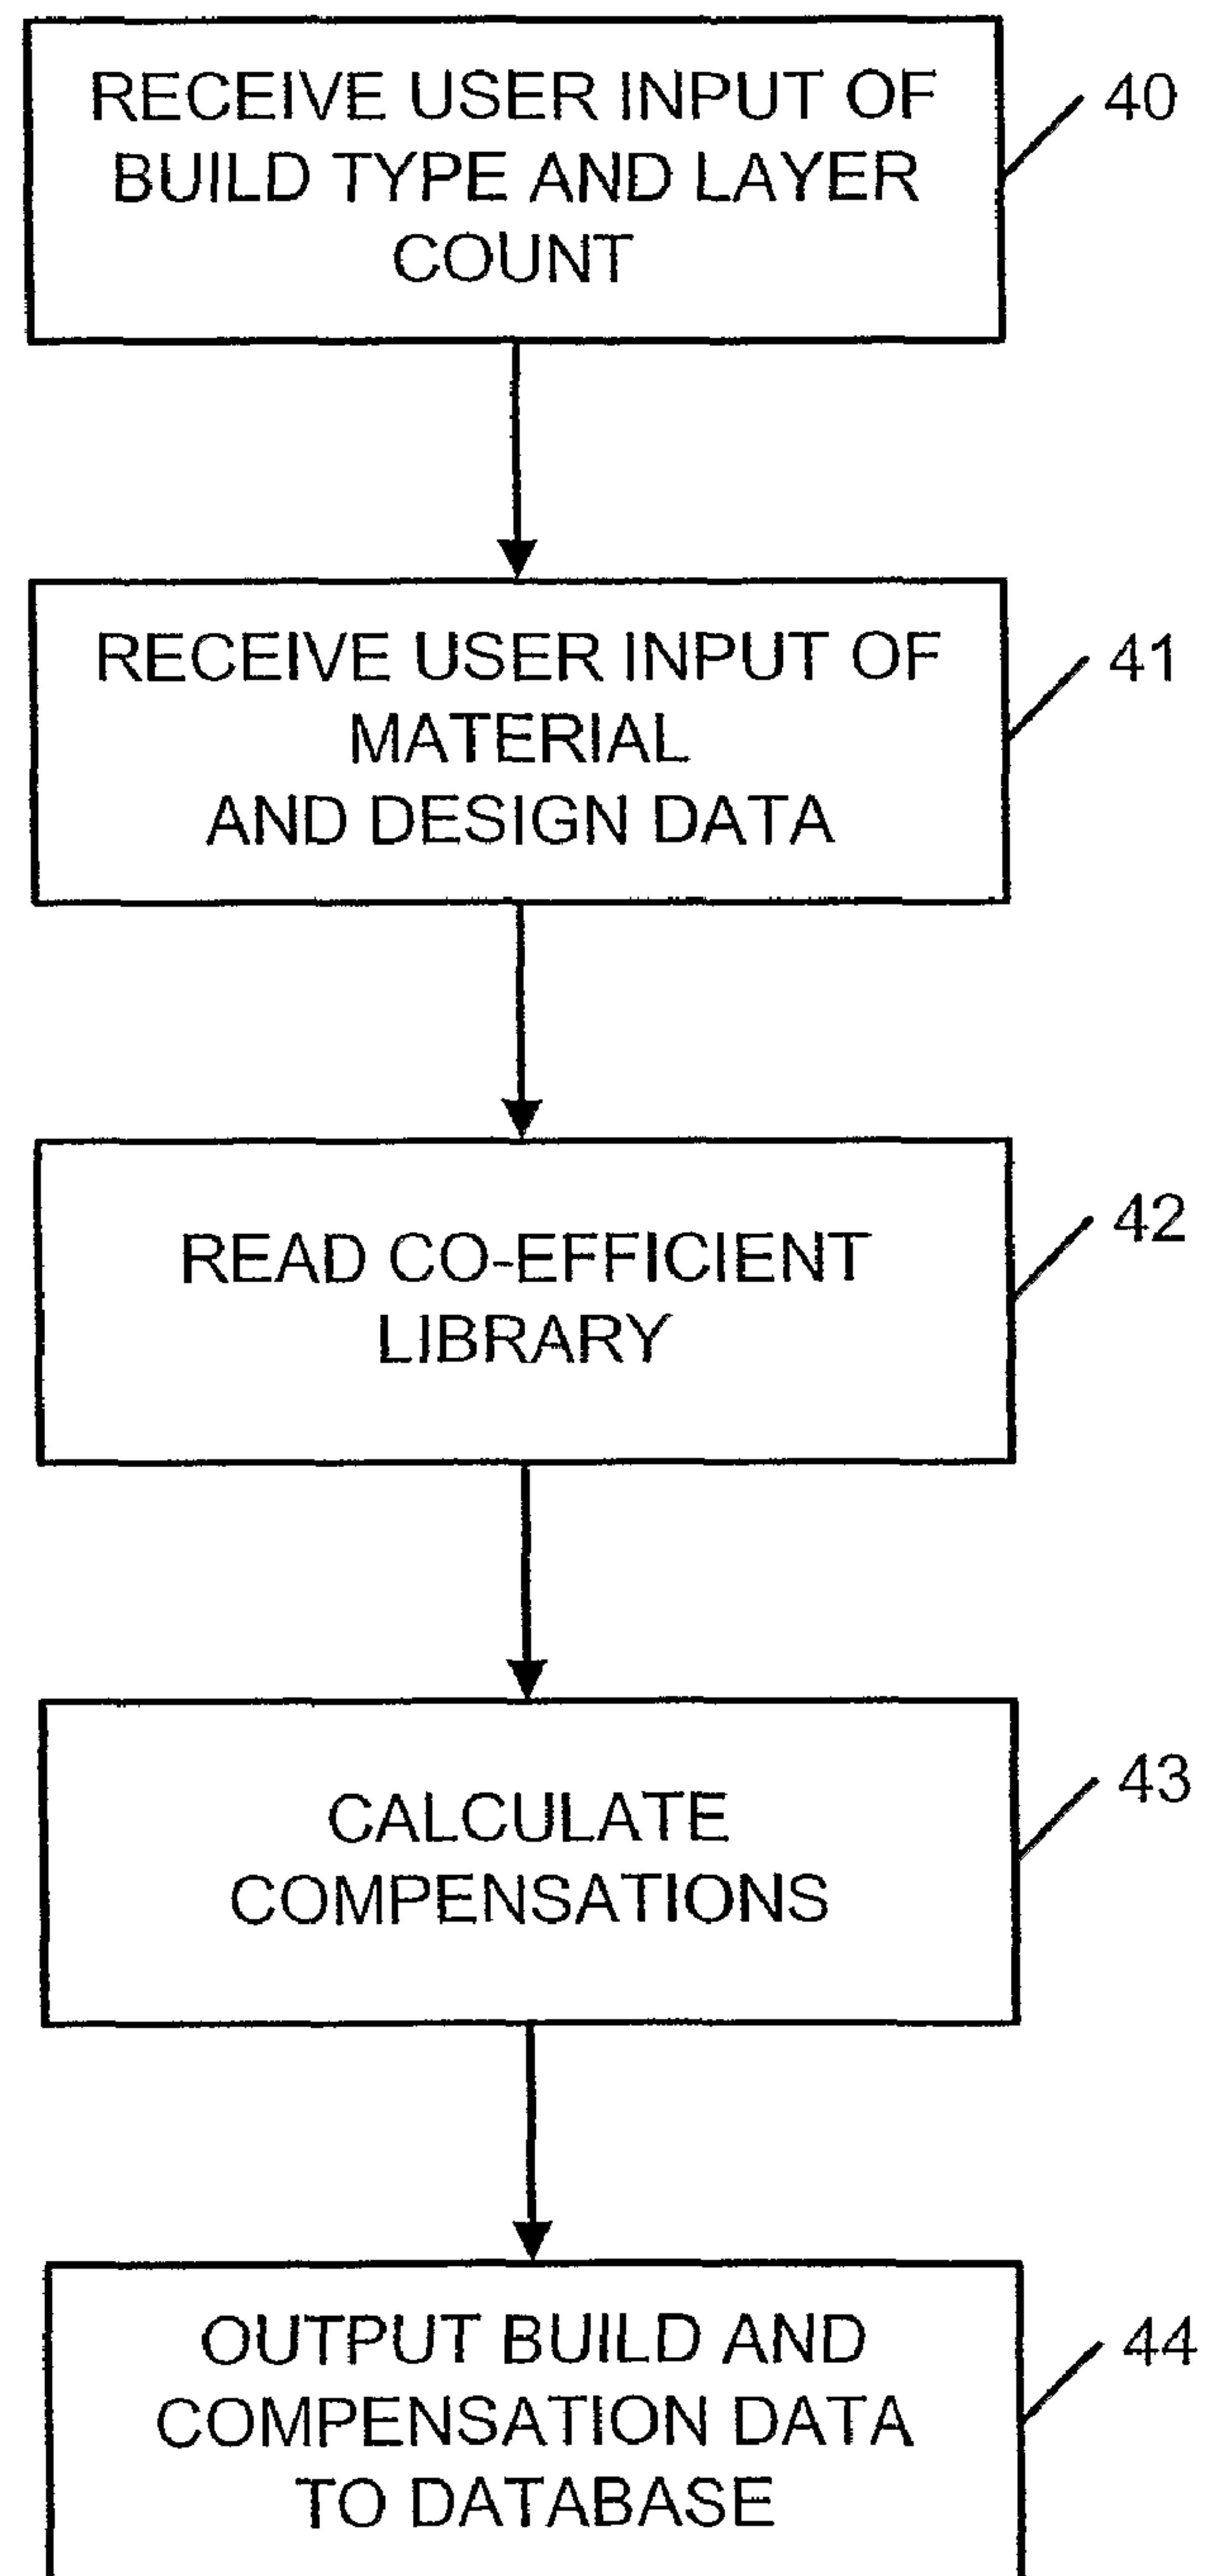 RECEIVE USER INPUT OF
BUILD TYPE AND LAYER
COUNT
40
RECEIVE USER INPUT OF
MATERIAL
AND DESIGN DATA
41
READ CO-EFFICIENT
LIBRARY
42
CALCULATE
COMPENSATIONS
43
OUTPUT BUILD AND
COMPENSATION DATA
TO DATABASE
44